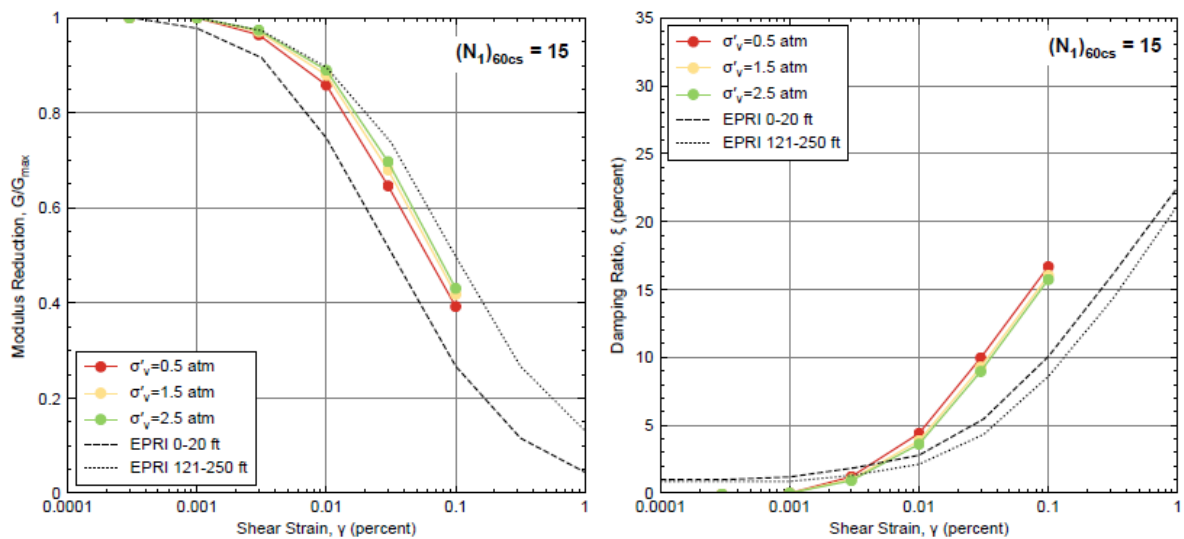 (N₁)₆₀cs = 15
Modulus Reduction, G/Gmax
1
0.8
0.6
0.4
0.2
0
σ'ᵥ=0.5 atm
σ'ᵥ=1.5 atm
σ'ᵥ=2.5 atm
EPRI 0-20 ft
EPRI 121-250 ft
0.0001
0.001
0.01
0.1
1
Shear Strain, γ (percent)
(N₁)₆₀cs = 15
σ'ᵥ=0.5 atm
σ'ᵥ=1.5 atm
σ'ᵥ=2.5 atm
EPRI 0-20 ft
EPRI 121-250 ft
Damping Ratio, ξ (percent)
35
30
25
20
15
10
5
0
0.0001
0.001
0.01
0.1
1
Shear Strain, γ (percent)